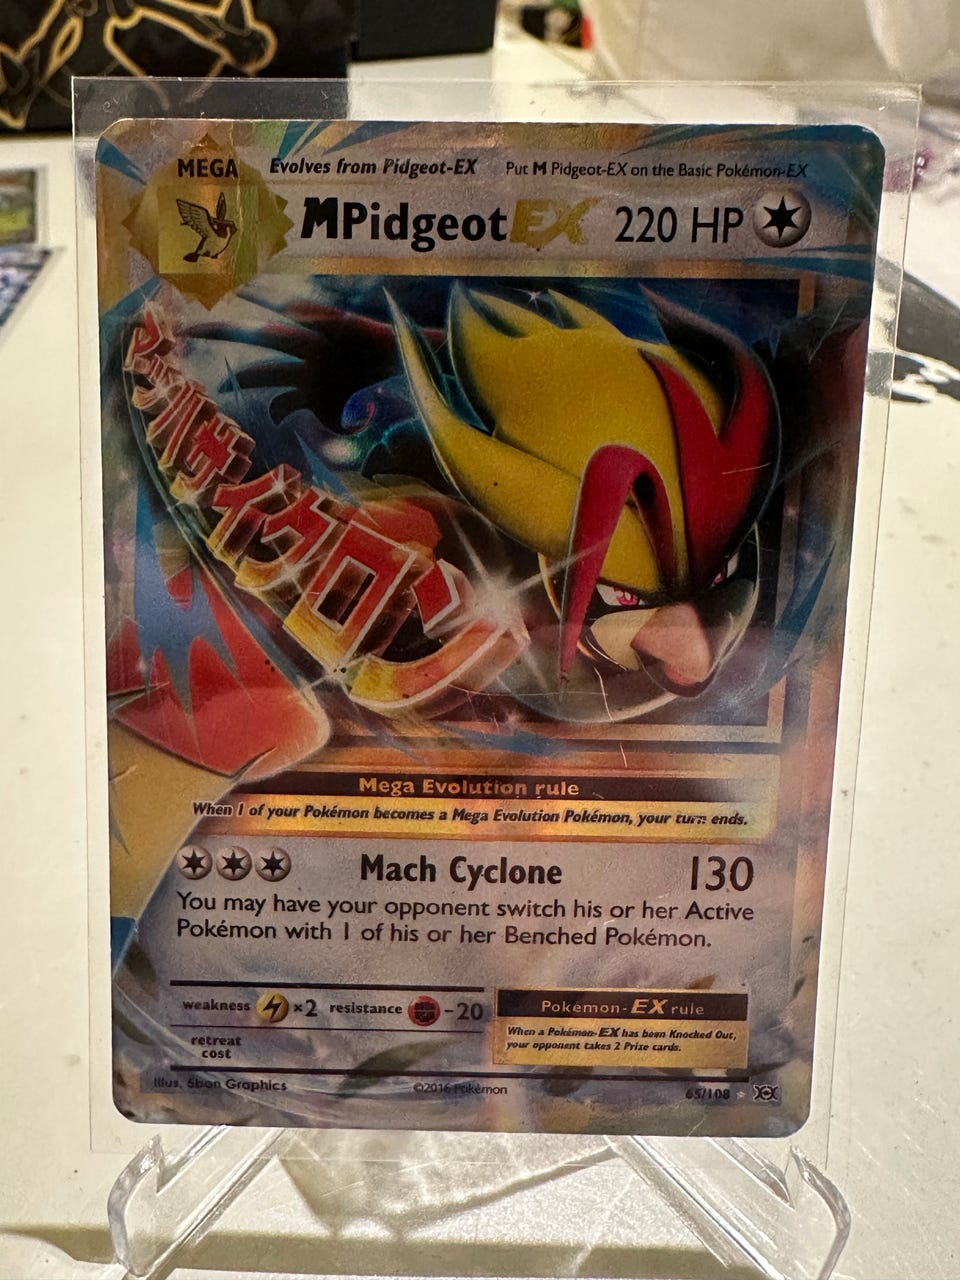 MEGA
Evolves from Pidgeot-EX
Put M Pidgeot-EX on the Basic Pokémon-EX
MPidgeot EX 220 HP
マッハサイクロン
Mega Evolution rule
When 1 of your Pokémon becomes a Mega Evolution Pokémon, your turn ends.
Mach Cyclone 130
You may have your opponent switch his or her Active
Pokémon with 1 of his or her Benched Pokémon.
weakness ×2 resistance -20
retreat
cost
Pokémon-EX rule
When a Pokémon-EX has been Knocked Out,
your opponent takes 2 Prize cards.
Illus. 5ban Graphics
©2016 Pokémon
65/108